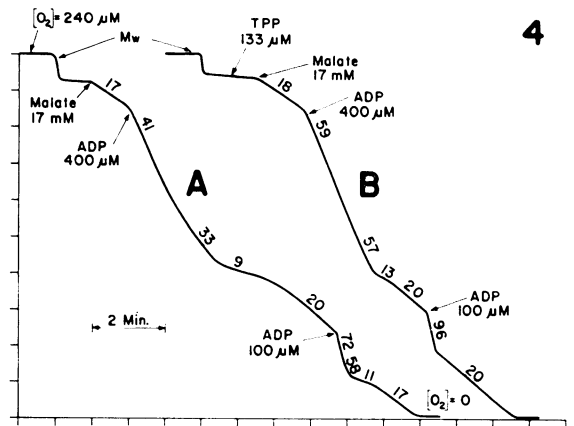 [O₂] = 240 µM
Mw
Malate
17 mM
17
ADP
400 µM
41
A
33
9
20
2 Min.
ADP
100 µM
72
58
11
17
[O₂] = 0
TPP
133 µM
Malate
17 mM
18
ADP
400 µM
59
B
57
13
20
ADP
100 µM
96
20
4